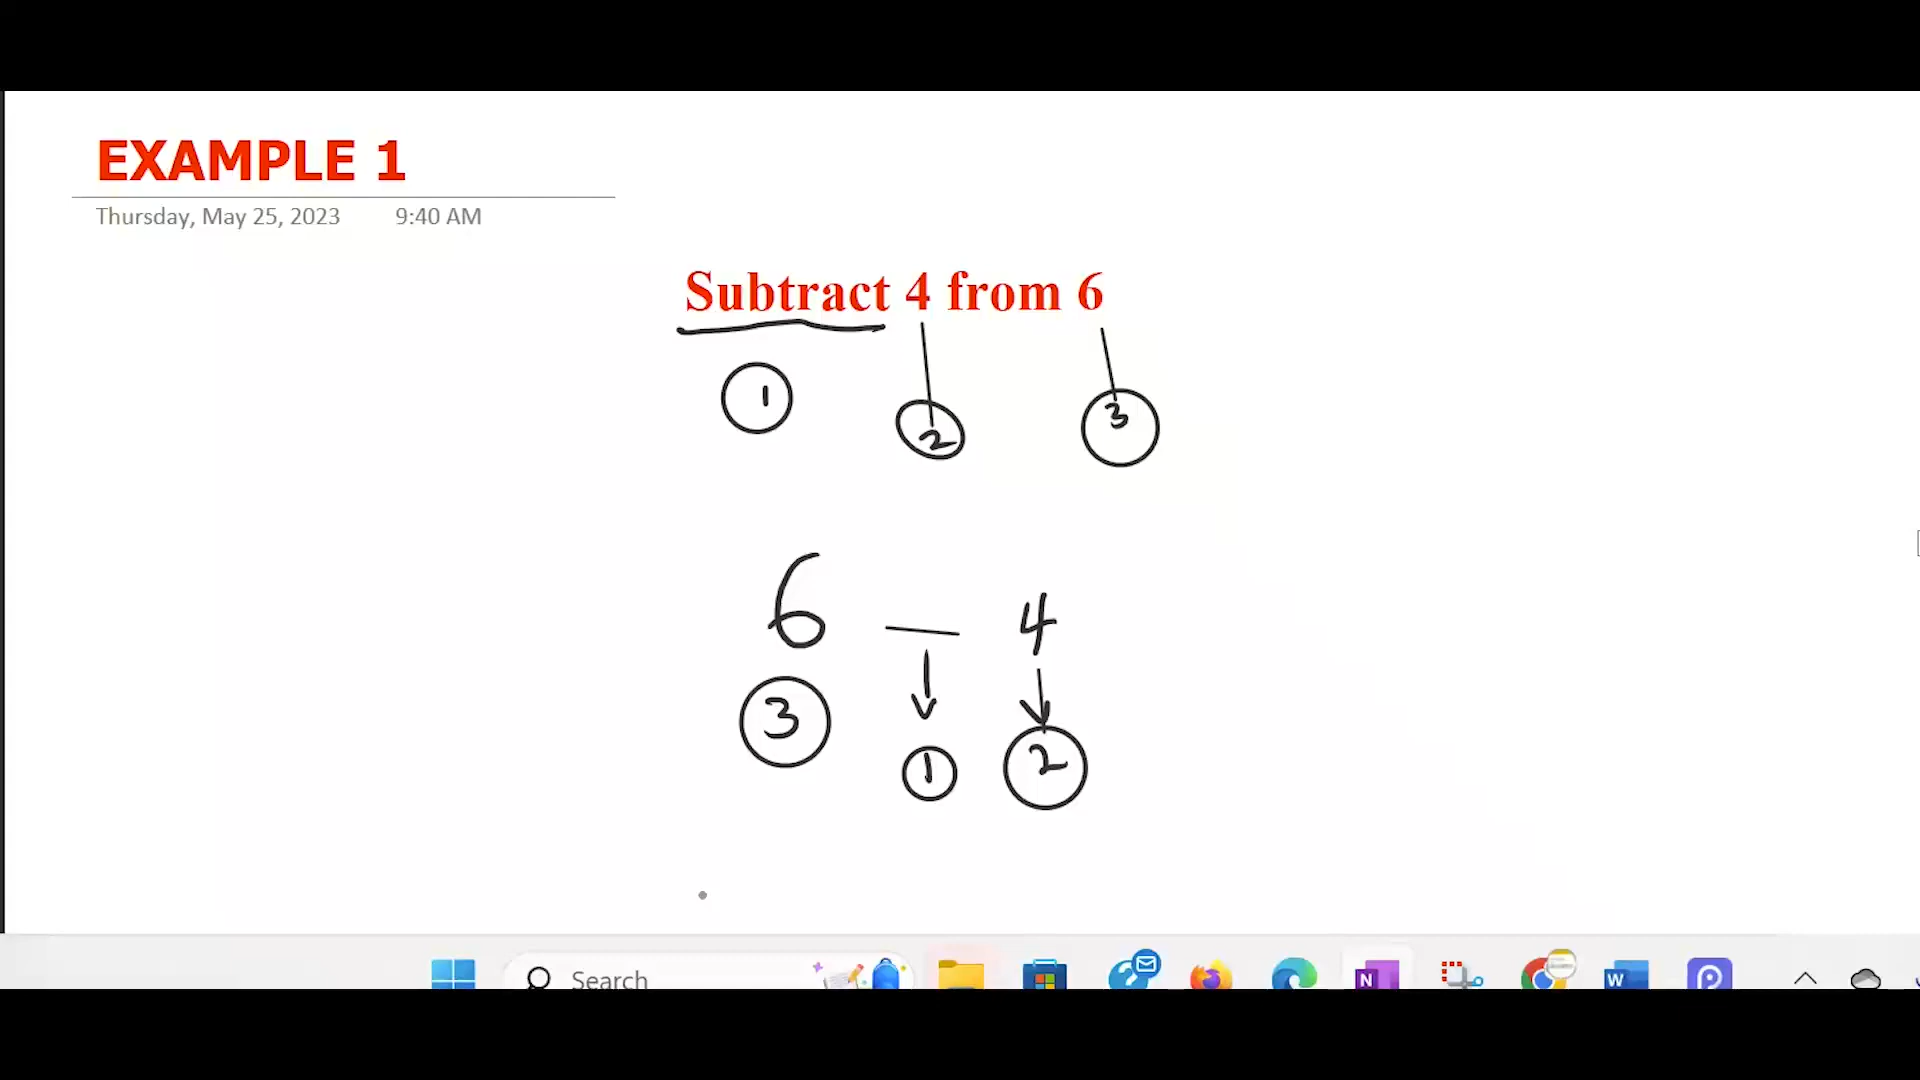 EXAMPLE 1
Thursday, May 25, 2023 9:40 AM
Subtract 4 from 6
1 2 3
6 — 4
3 1 2
Search